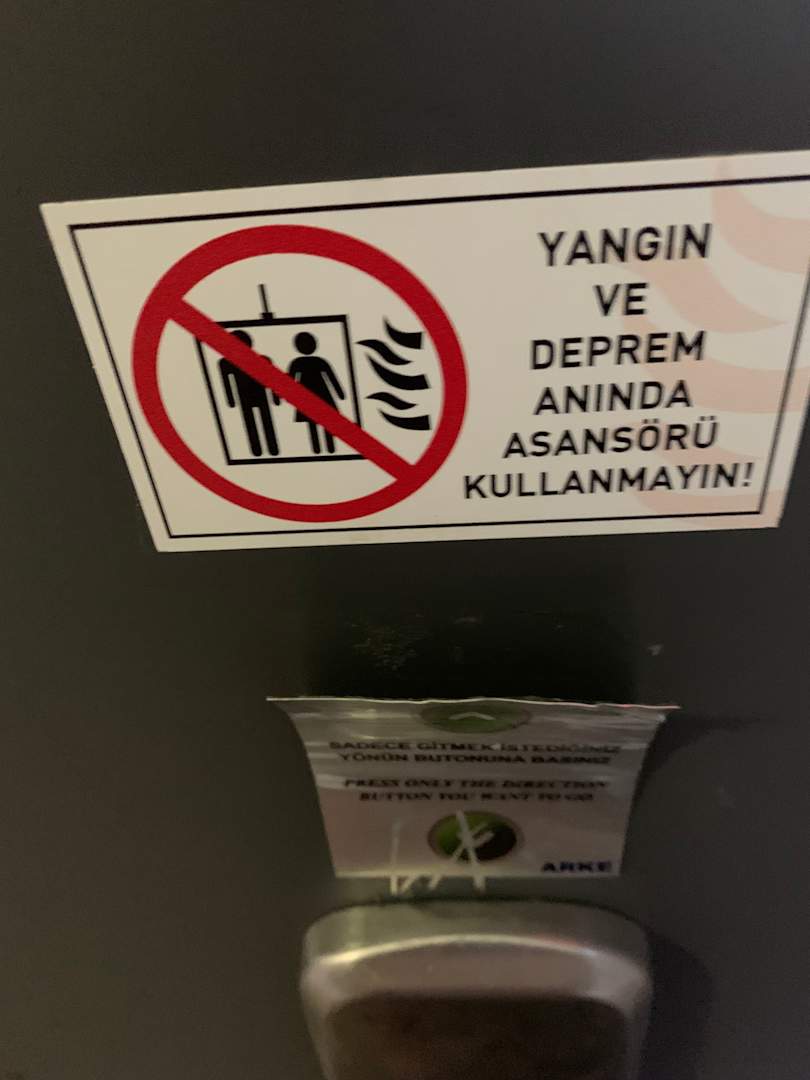 YANGIN
VE
DEPREM
ANINDA
ASANSÖRÜ
KULLANMAYIN!
SADECE GİTMEK İSTEDİĞİNİZ
YÖNÜN BUTONUNA BASINIZ
PRESS ONLY THE DIRECTION
BUTTON YOU WANT TO GO!
ARKE